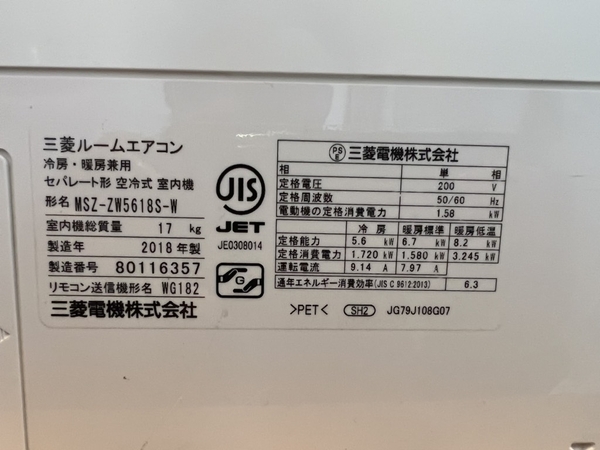 三菱ルームエアコン
冷房・暖房兼用
セパレート形 空冷式 室内機
形名 MSZ-ZW5618S-W
室内機総質量 17 kg
製造年 2018 年製
製造番号 80116357
リモコン送信機形名 WG182
三菱電機株式会社
JIS
JET
JE0308014
G
PS E 三菱電機株式会社
相 単 相
定格電圧 200 V
定格周波数 50/60 Hz
電動機の定格消費電力 1.58 kW
冷 房 暖房標準 暖房低温
定格能力 5.6 kW 6.7 kW 8.2 kW
定格消費電力 1.720 kW 1.580 kW 3.245 kW
運転電流 9.14 A 7.97 A
通年エネルギー消費効率(JIS C 9612:2013) 6.3
>PET< SH2 JG79J108G07